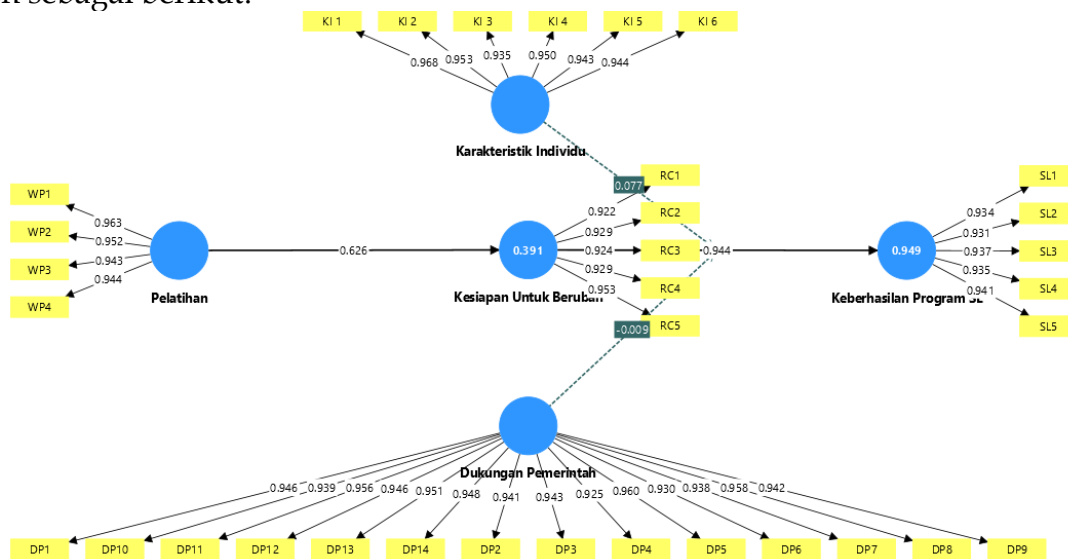 sebagai berikut:
KI 1 KI 2 KI 3 KI 4 KI 5 KI 6
0.968 0.953 0.935 0.950 0.943 0.944
Karakteristik Individu
WP1
WP2
WP3
WP4
0.963
0.952
0.943
0.944
Pelatihan
0.626
0.391
Kesiapan Untuk Berubah
0.922
0.929
0.924
0.929
0.953
0.077
RC1
RC2
RC3
RC4
RC5
-0.009
0.944
0.949
Keberhasilan Program SL
0.934
0.931
0.937
0.935
0.941
SL1
SL2
SL3
SL4
SL5
Dukungan Pemerintah
0.946 0.939 0.956 0.946 0.951 0.948 0.941 0.943 0.925 0.960 0.930 0.938 0.958 0.942
DP1 DP10 DP11 DP12 DP13 DP14 DP2 DP3 DP4 DP5 DP6 DP7 DP8 DP9